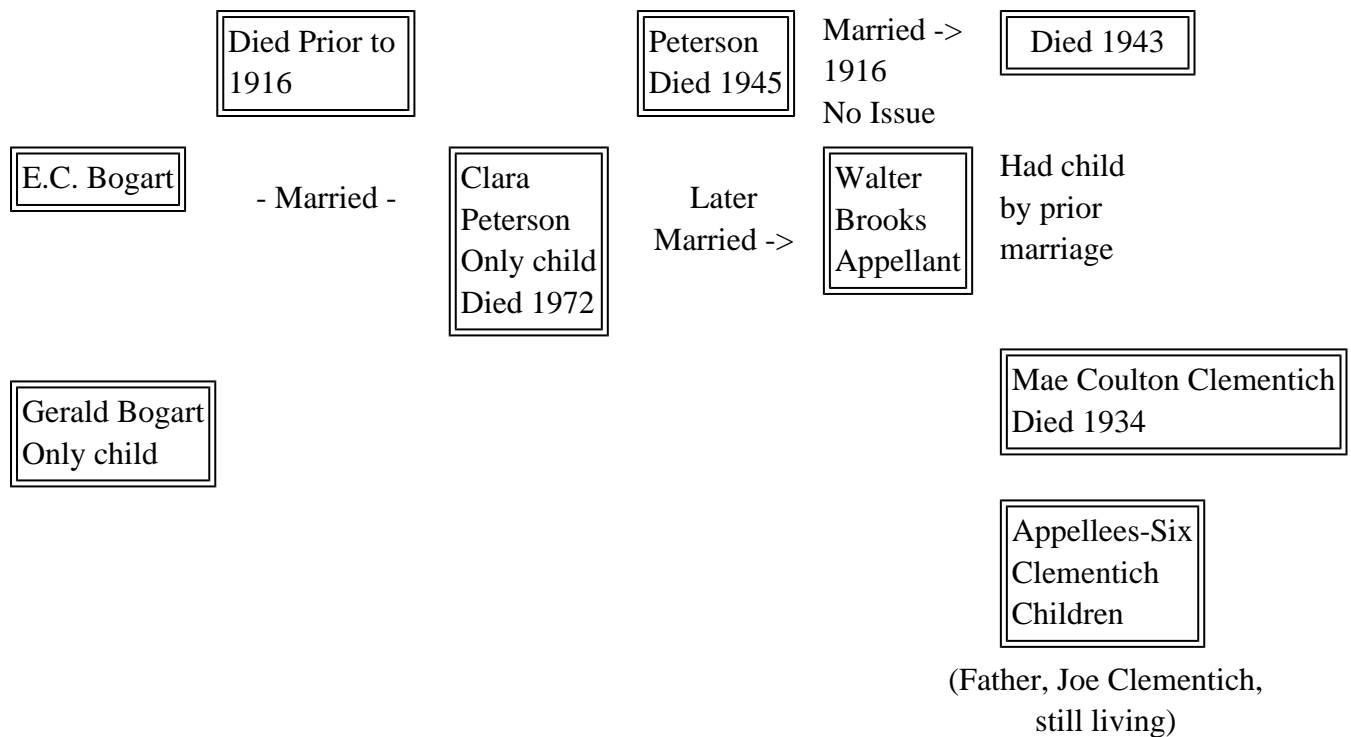 Died Prior to
1916
Peterson
Died 1945
Married ->
1916
No Issue
Died 1943
E.C. Bogart
- Married -
Clara
Peterson
Only child
Died 1972
Later
Married ->
Walter
Brooks
Appellant
Had child
by prior
marriage
Gerald Bogart
Only child
Mae Coulton Clementich
Died 1934
Appellees-Six
Clementich
Children
(Father, Joe Clementich,
still living)